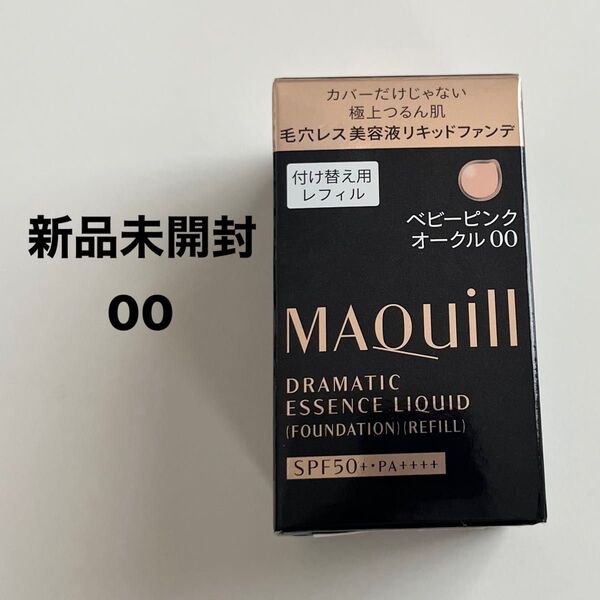 新品未開封
00
カバーだけじゃない
極上つるん肌
毛穴レス美容液リキッドファンデ
付け替え用
レフィル
ベビーピンク
オークル00
MAQuill
DRAMATIC
ESSENCE LIQUID
(FOUNDATION)(REFILL)
SPF50+・PA++++